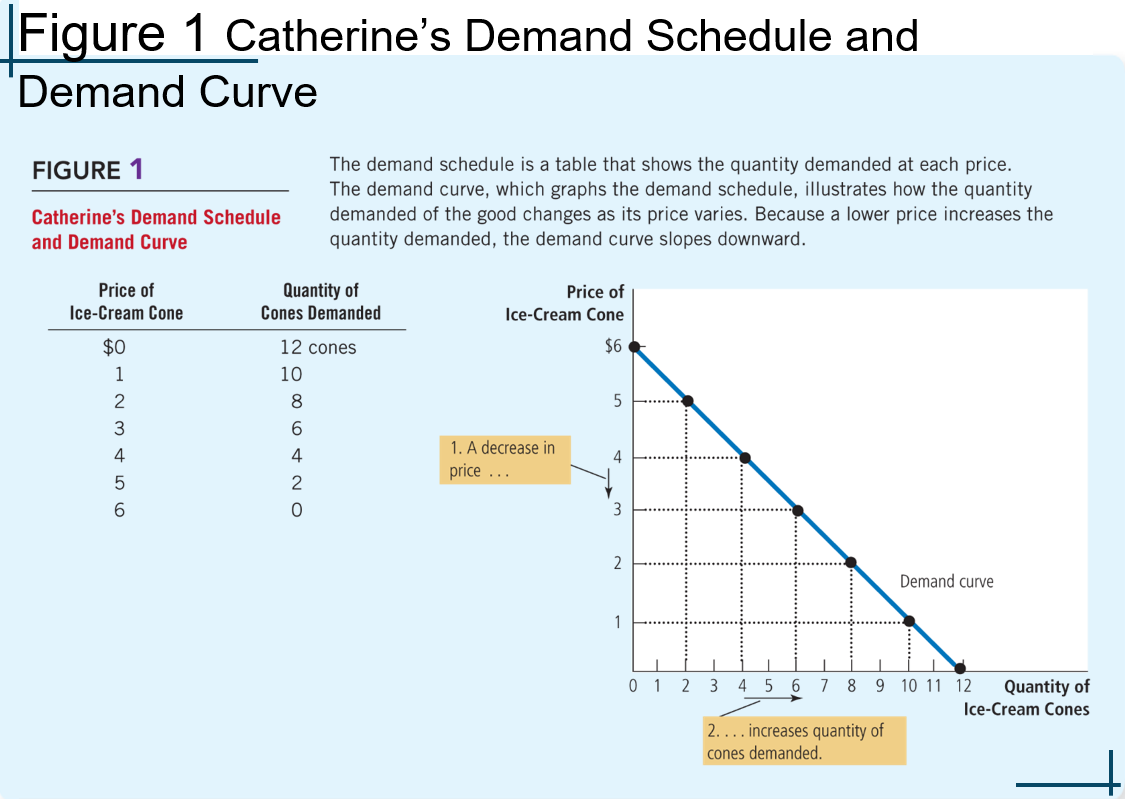 Figure 1 Catherine’s Demand Schedule and
Demand Curve
FIGURE 1
Catherine’s Demand Schedule
and Demand Curve
The demand schedule is a table that shows the quantity demanded at each price.
The demand curve, which graphs the demand schedule, illustrates how the quantity
demanded of the good changes as its price varies. Because a lower price increases the
quantity demanded, the demand curve slopes downward.
Price of
Ice-Cream Cone
Quantity of
Cones Demanded
$0 12 cones
1 10
2 8
3 6
4 4
5 2
6 0
Price of
Ice-Cream Cone
$6
5
4
3
2
1
1. A decrease in
price . . .
Demand curve
0 1 2 3 4 5 6 7 8 9 10 11 12
Quantity of
Ice-Cream Cones
2. . . . increases quantity of
cones demanded.